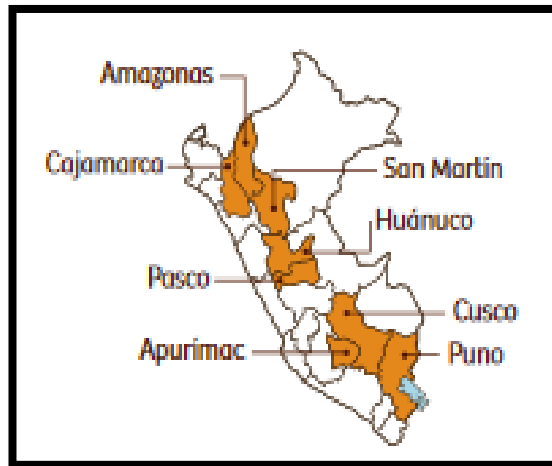 Amazonas
Cajamarca
San Martín
Huánuco
Pasco
Cusco
Apurímac
Puno